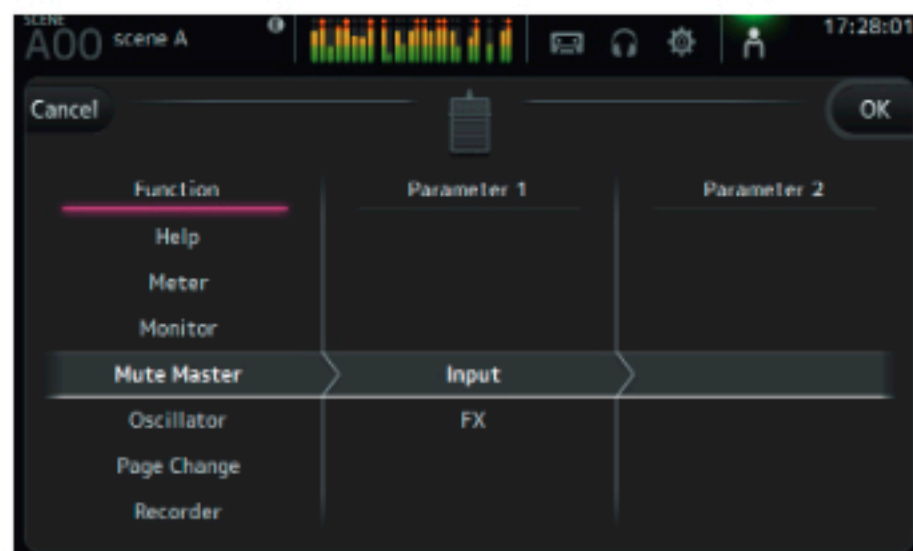 SCENE
A00 scene A
17:28:01
Cancel
OK
Function Parameter 1 Parameter 2
Help
Meter
Monitor
Mute Master Input
Oscillator FX
Page Change
Recorder